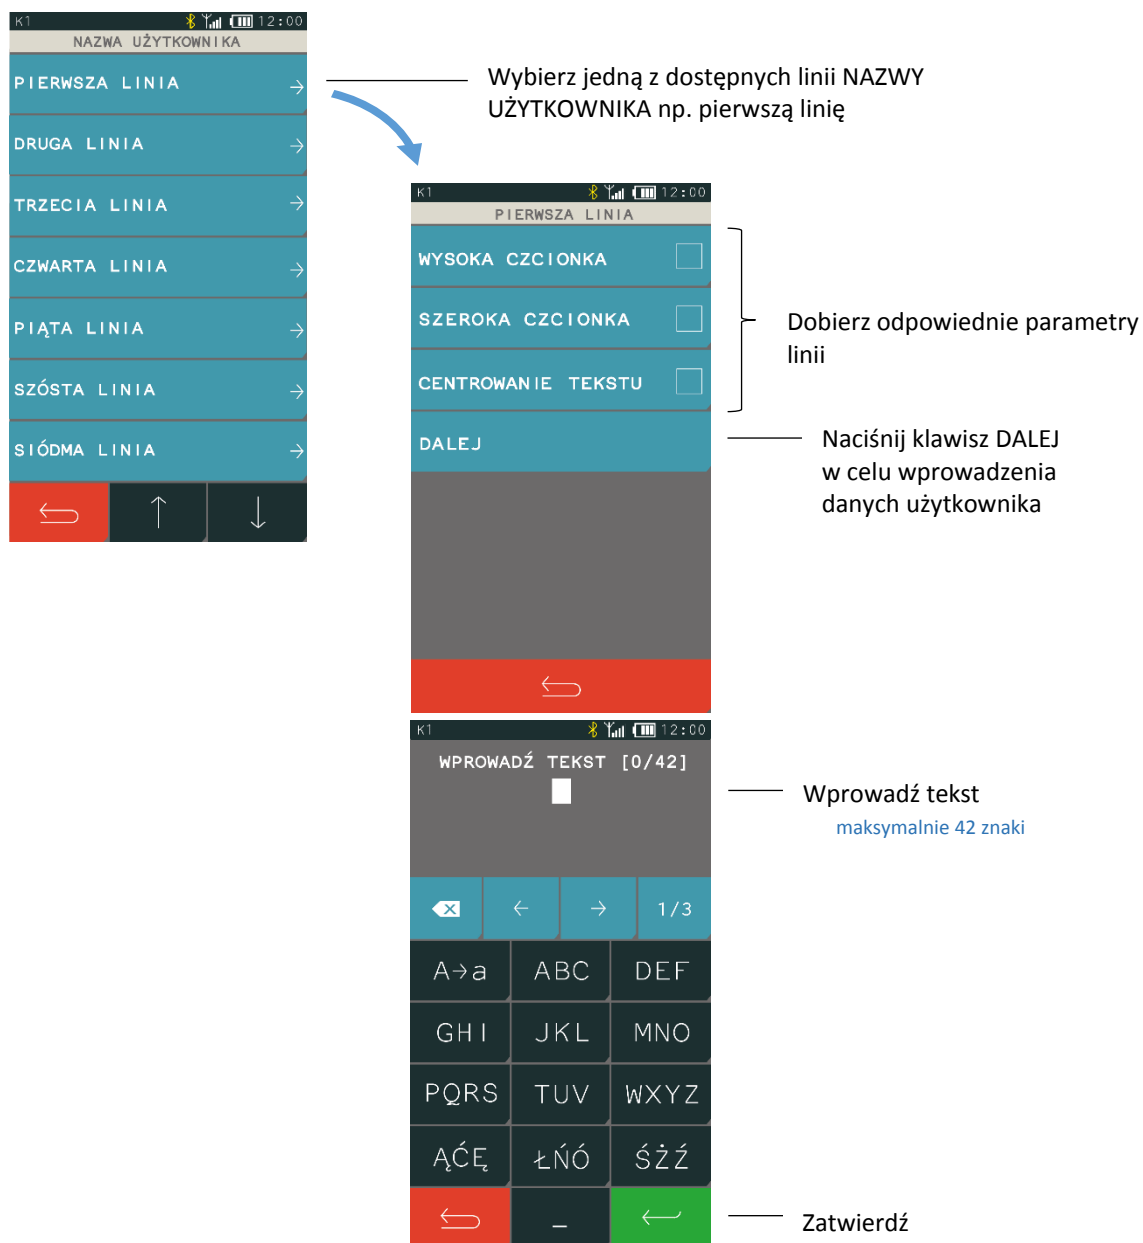 K1 12:00
NAZWA UŻYTKOWNIKA
PIERWSZA LINIA →
DRUGA LINIA →
TRZECIA LINIA →
CZWARTA LINIA →
PIĄTA LINIA →
SZÓSTA LINIA →
SIÓDMA LINIA →
↑ ↓
Wybierz jedną z dostępnych linii NAZWY
UŻYTKOWNIKA np. pierwszą linię
K1 12:00
PIERWSZA LINIA
WYSOKA CZCIONKA
SZEROKA CZCIONKA
CENTROWANIE TEKSTU
DALEJ
Dobierz odpowiednie parametry
linii
Naciśnij klawisz DALEJ
w celu wprowadzenia
danych użytkownika
K1 12:00
WPROWADŹ TEKST [0/42]
← → 1/3
A→a ABC DEF
GHI JKL MNO
PQRS TUV WXYZ
ĄĆĘ ŁŃÓ ŚŻŹ
_
Wprowadź tekst
maksymalnie 42 znaki
Zatwierdź